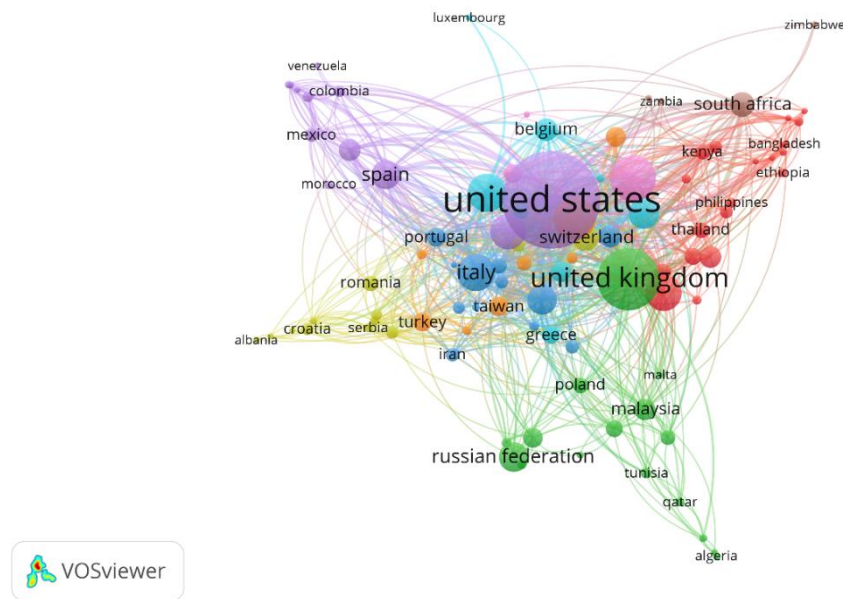 luxembourg
zimbabwe
venezuela
colombia
zambia
south africa
belgium
mexico
kenya
bangladesh
ethiopia
spain
morocco
united states
philippines
portugal
switzerland
thailand
italy
united kingdom
romania
taiwan
albania
croatia
serbia
turkey
greece
iran
malta
poland
malaysia
russian federation
tunisia
qatar
algeria
VOSviewer